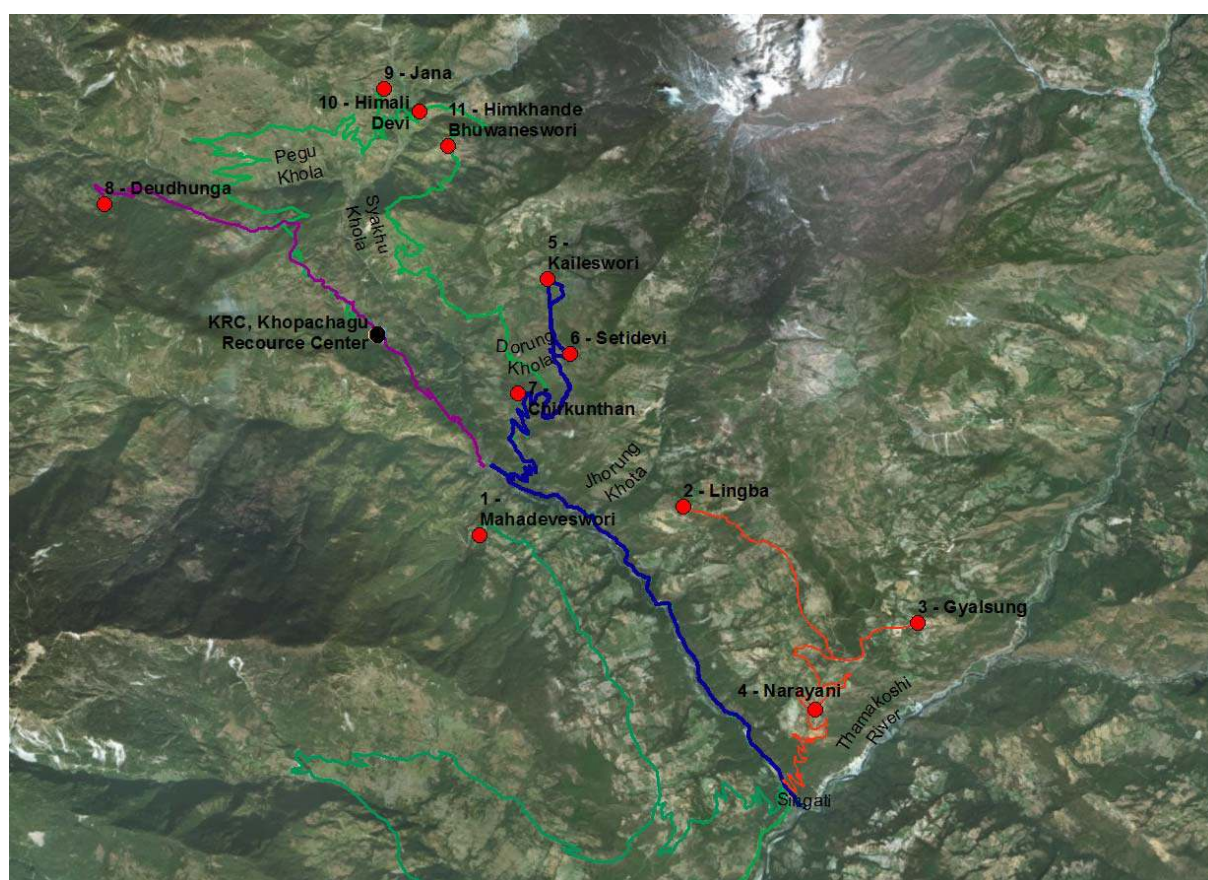 9 - Jana
10 - Himali
Devi
11 - Himkhande
Bhuwaneswori
Pegu
Khola
8 - Deudhunga
Syakhu
Khola
5 -
Kaileswori
KRC, Khopachagu
Recource Center
Dorung
Khola
6 - Setidevi
7
Chirkunthan
Jhorung
Khota
2 - Lingba
1 -
Mahadeveswori
3 - Gyalsung
4 - Narayani
Thamakoshi
River
Singati